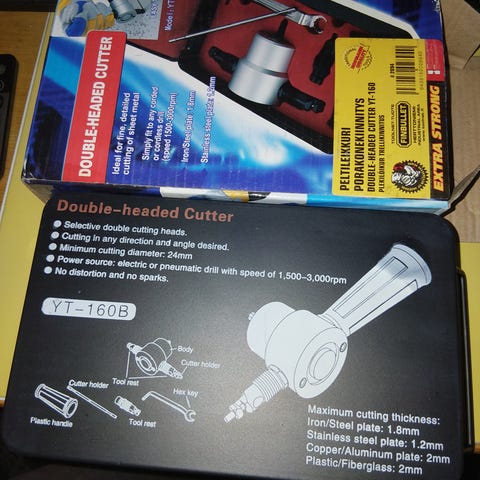 DOUBLE-HEADED CUTTER
Ideal for fine, detailed
cutting of sheet metal
Simply fit to any corded
or cordless drill
(speed 1500-3000rpm)
Iron/Steel plate: 1.8mm
Stainless steel plate: 1.2mm
PELTILEIKKURI
PORAKONEKIINNITYS
DOUBLE-HEADED CUTTER YT-160
FINBULLET
EXTRA STRONG
Double-headed Cutter
● Selective double cutting heads.
● Cutting in any direction and angle desired.
● Minimum cutting diameter: 24mm
● Power source: electric or pneumatic drill with speed of 1,500-3,000rpm
● No distortion and no sparks.
YT-160B
Body
Cutter holder
Tool rest
Cutter holder
Hex key
Tool rest
Plastic handle
Maximum cutting thickness:
Iron/Steel plate: 1.8mm
Stainless steel plate: 1.2mm
Copper/Aluminum plate: 2mm
Plastic/Fiberglass: 2mm